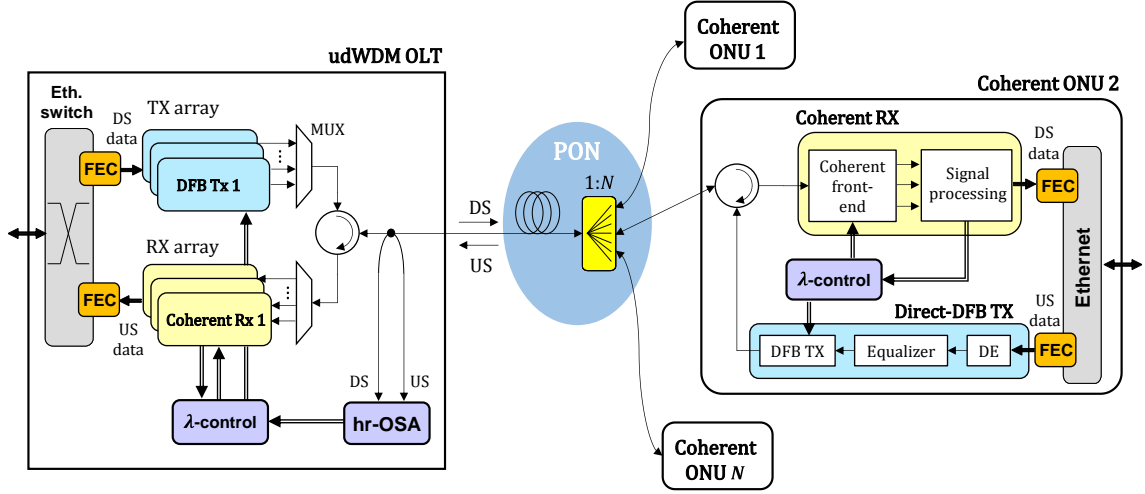 udWDM OLT
Eth.
switch
DS
data
TX array
MUX
FEC
DFB Tx 1
RX array
FEC
US
data
Coherent Rx 1
DS
US
λ-control
hr-OSA
DS
US
PON
1:N
Coherent
ONU 1
Coherent
ONU N
Coherent ONU 2
Coherent RX
Coherent
front-
end
Signal
processing
DS
data
FEC
λ-control
Ethernet
US
data
Direct-DFB TX
DFB TX
Equalizer
DE
FEC